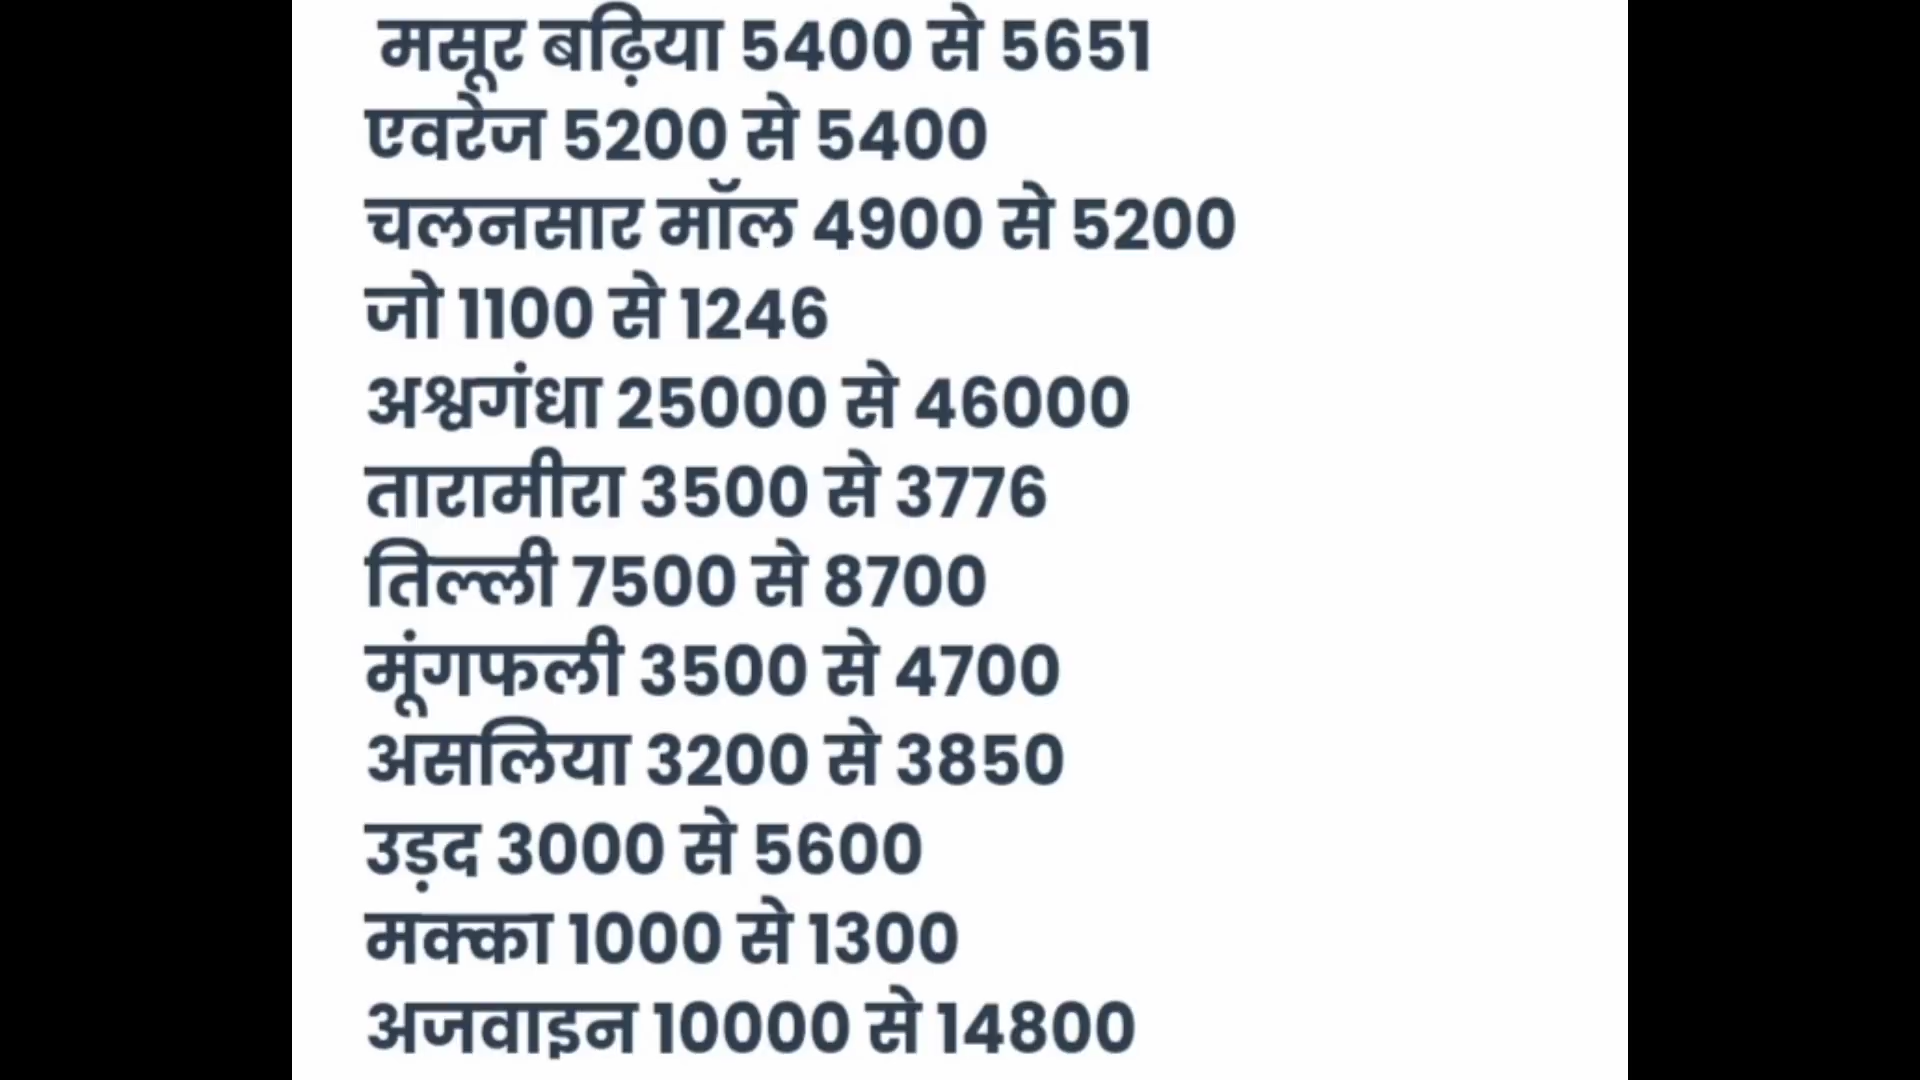 मसूर बढ़िया 5400 से 5651
एवरेज 5200 से 5400
चलनसार मॉल 4900 से 5200
जो 1100 से 1246
अश्वगंधा 25000 से 46000
तारामीरा 3500 से 3776
तिल्ली 7500 से 8700
मूंगफली 3500 से 4700
असलिया 3200 से 3850
उड़द 3000 से 5600
मक्का 1000 से 1300
अजवाइन 10000 से 14800